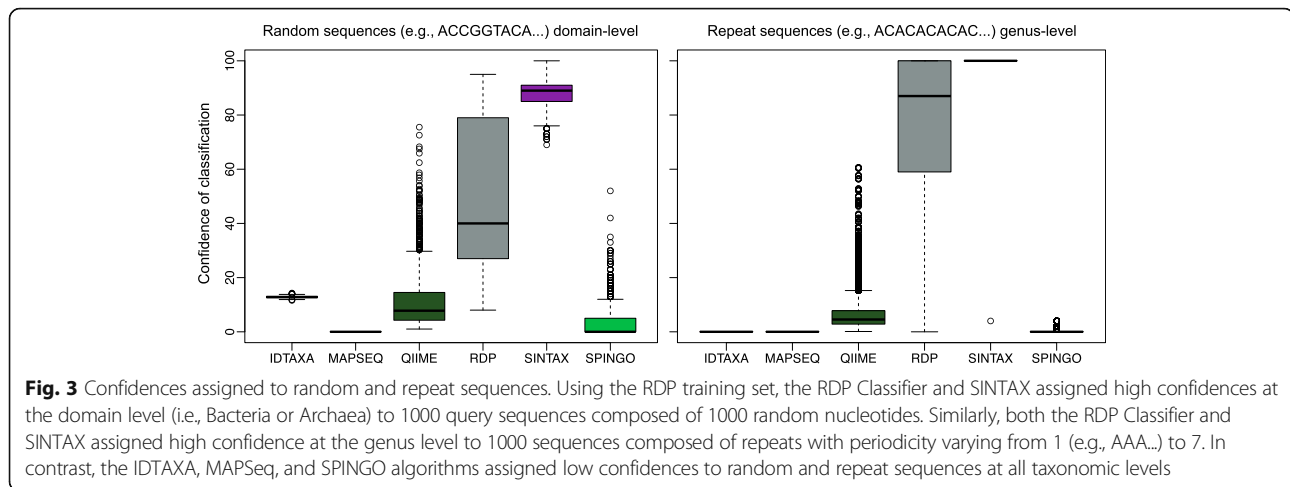 Random sequences (e.g., ACCGGTACA...) domain-level
Repeat sequences (e.g., ACACACACAC...) genus-level
Confidence of classification
100
80
60
40
20
0
IDTAXA MAPSEQ QIIME RDP SINTAX SPINGO
IDTAXA MAPSEQ QIIME RDP SINTAX SPINGO
Fig. 3 Confidences assigned to random and repeat sequences. Using the RDP training set, the RDP Classifier and SINTAX assigned high confidences at
the domain level (i.e., Bacteria or Archaea) to 1000 query sequences composed of 1000 random nucleotides. Similarly, both the RDP Classifier and
SINTAX assigned high confidence at the genus level to 1000 sequences composed of repeats with periodicity varying from 1 (e.g., AAA...) to 7. In
contrast, the IDTAXA, MAPSeq, and SPINGO algorithms assigned low confidences to random and repeat sequences at all taxonomic levels